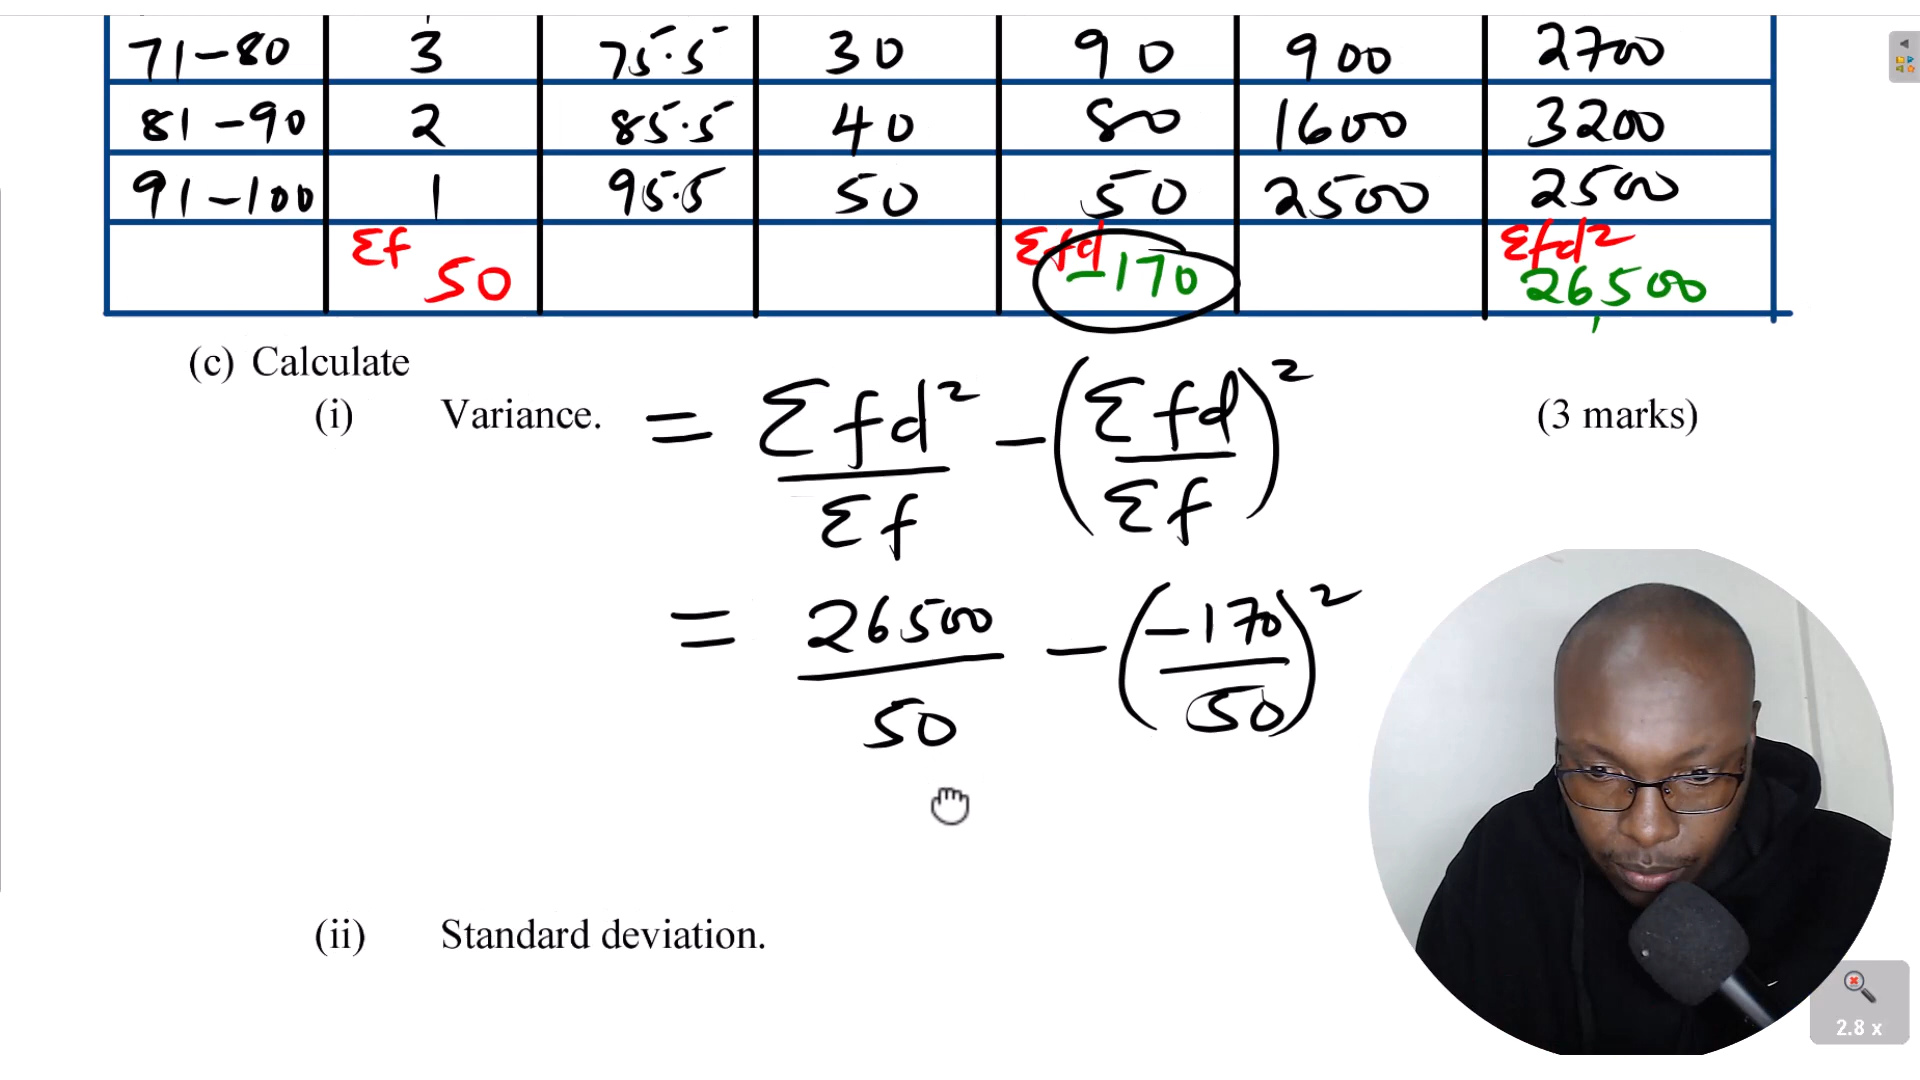 71-80 3 75.5 30 90 900 2700
81-90 2 85.5 40 80 1600 3200
91-100 1 95.5 50 50 2500 2500
Σf 50 Σfd -170 Σfd² 26500
(c) Calculate
(i) Variance. = Σfd²/Σf - (Σfd/Σf)² (3 marks)
= 26500/50 - (-170/50)²
(ii) Standard deviation.
2.8 x